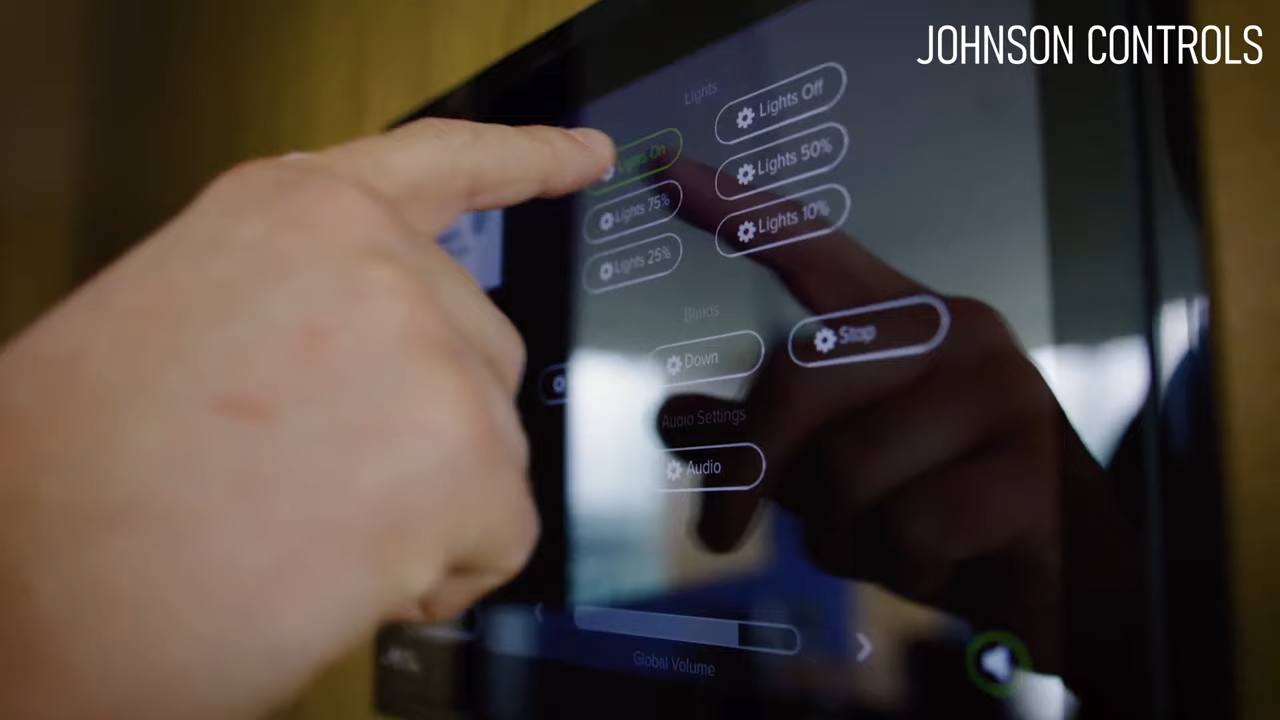 JOHNSON CONTROLS
Lights
Lights On
Lights Off
Lights 75%
Lights 50%
Lights 25%
Lights 10%
Blinds
Down
Stop
Audio Settings
Audio
Global Volume